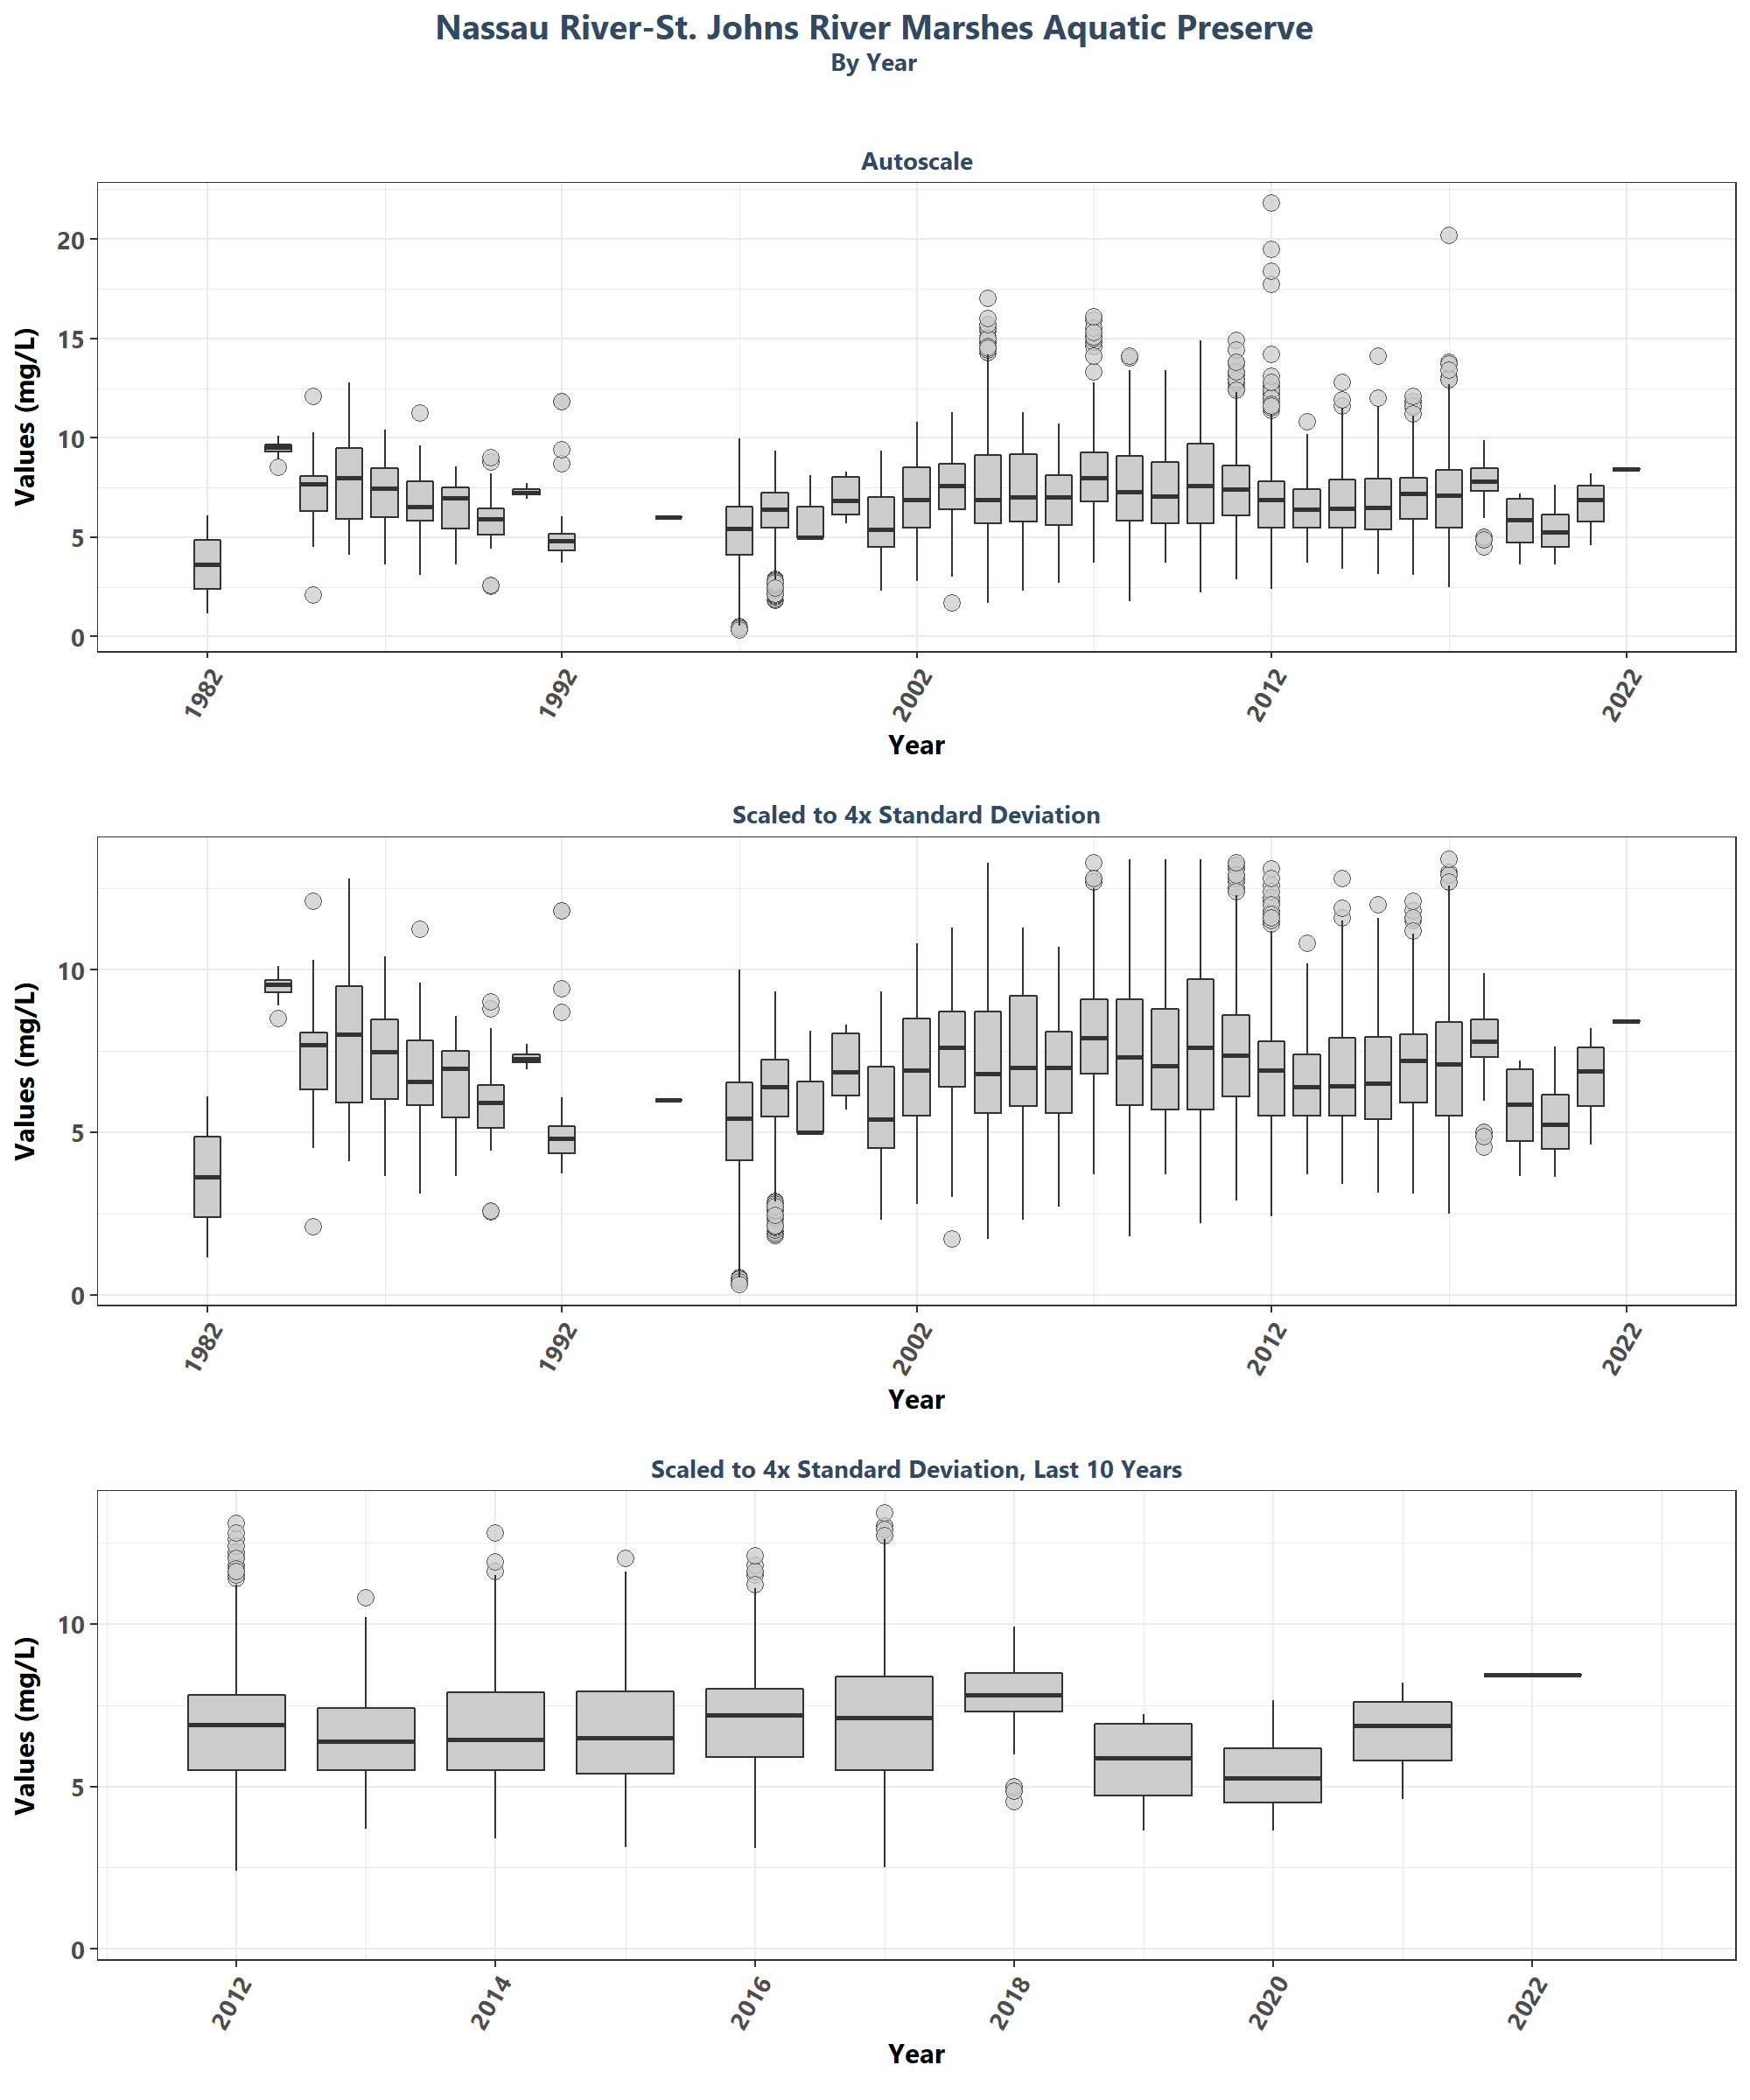 Nassau River-St. Johns River Marshes Aquatic Preserve
By Year
Autoscale
Values (mg/L)
20
15
10
5
0
1982
1992
2002
2012
2022
Year
Scaled to 4x Standard Deviation
Values (mg/L)
10
5
0
1982
1992
2002
2012
2022
Year
Scaled to 4x Standard Deviation, Last 10 Years
Values (mg/L)
10
5
0
2012
2014
2016
2018
2020
2022
Year